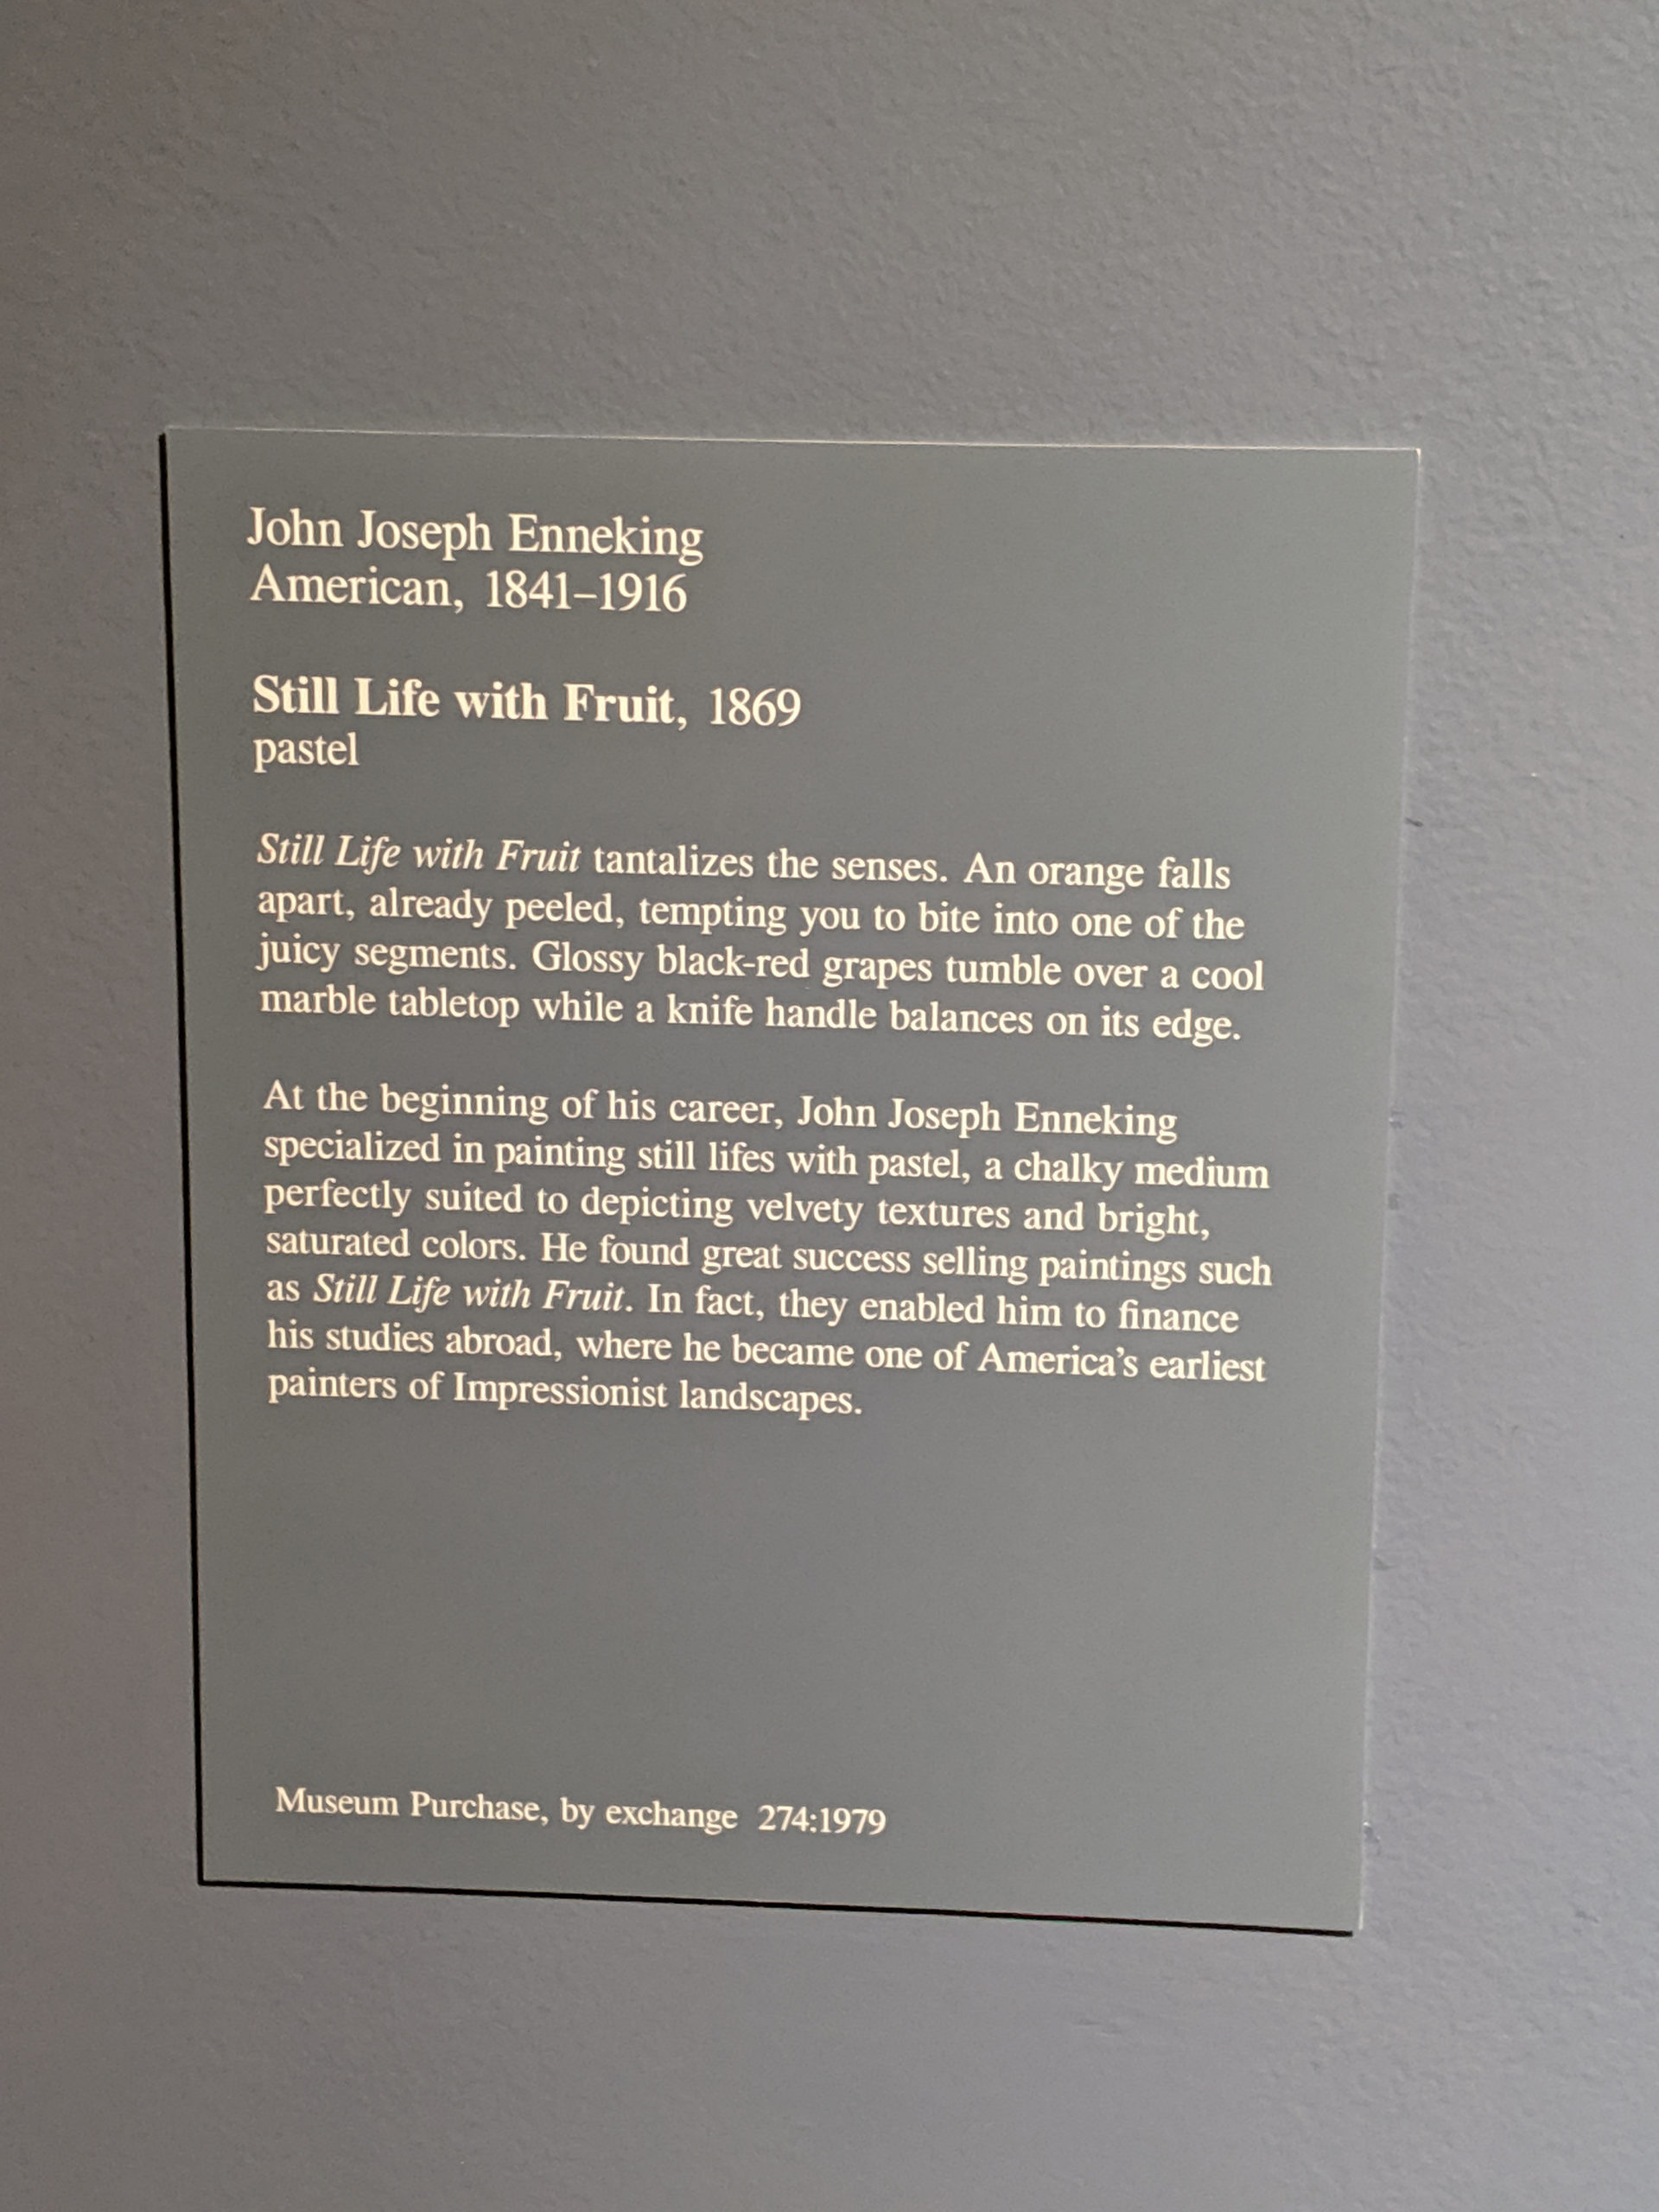 John Joseph Enneking
American, 1841–1916
Still Life with Fruit, 1869
pastel
Still Life with Fruit tantalizes the senses. An orange falls
apart, already peeled, tempting you to bite into one of the
juicy segments. Glossy black-red grapes tumble over a cool
marble tabletop while a knife handle balances on its edge.
At the beginning of his career, John Joseph Enneking
specialized in painting still lifes with pastel, a chalky medium
perfectly suited to depicting velvety textures and bright,
saturated colors. He found great success selling paintings such
as Still Life with Fruit. In fact, they enabled him to finance
his studies abroad, where he became one of America’s earliest
painters of Impressionist landscapes.
Museum Purchase, by exchange 274:1979